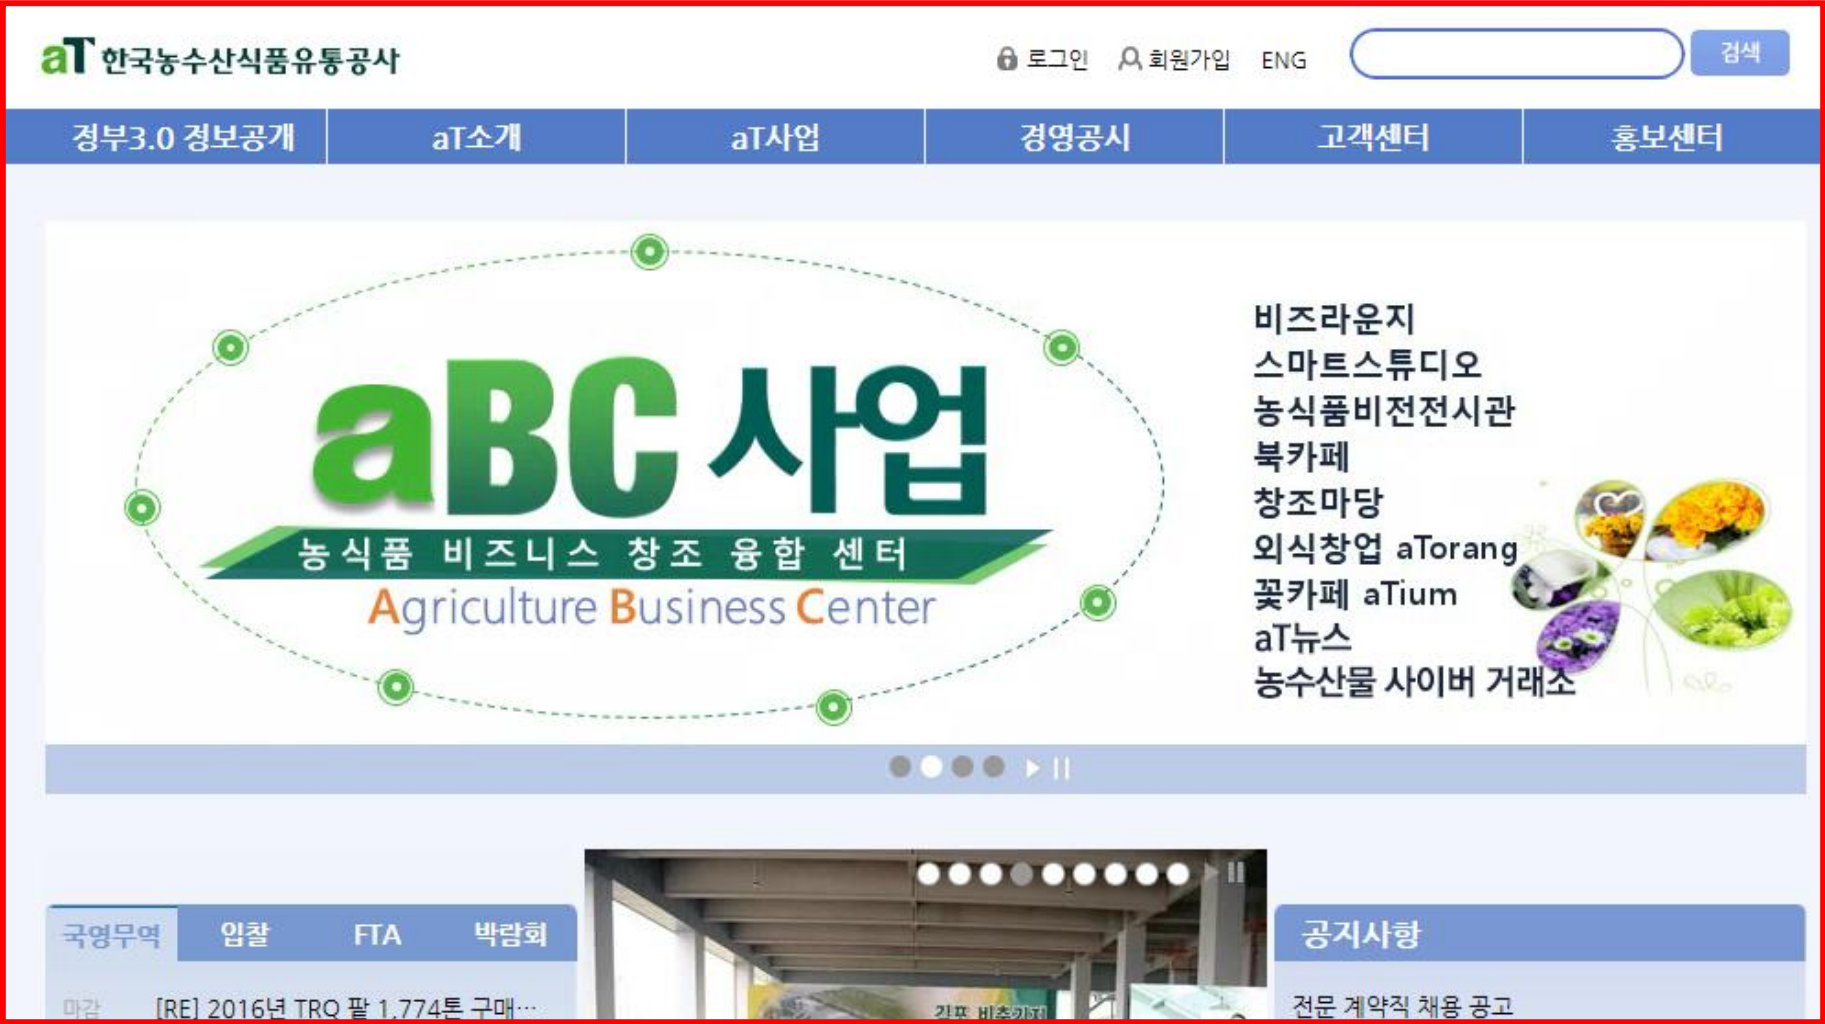 aT 한국농수산식품유통공사
로그인 회원가입 ENG 검색
정부3.0 정보공개 aT소개 aT사업 경영공시 고객센터 홍보센터
aBC 사업
농식품 비즈니스 창조 융합 센터
Agriculture Business Center
비즈라운지
스마트스튜디오
농식품비전전시관
북카페
창조마당
외식창업 aTorang
꽃카페 aTium
aT뉴스
농수산물 사이버 거래소
국영무역 입찰 FTA 박람회
마감 [RE] 2016년 TRQ 팥 1,774톤 구매…
공지사항
전문 계약직 채용 공고